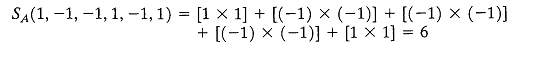 S_A(1, −1, −1, 1, −1, 1) = [1 × 1] + [(−1) × (−1)] + [(−1) × (−1)]
+ [(−1) × (−1)] + [1 × 1] = 6